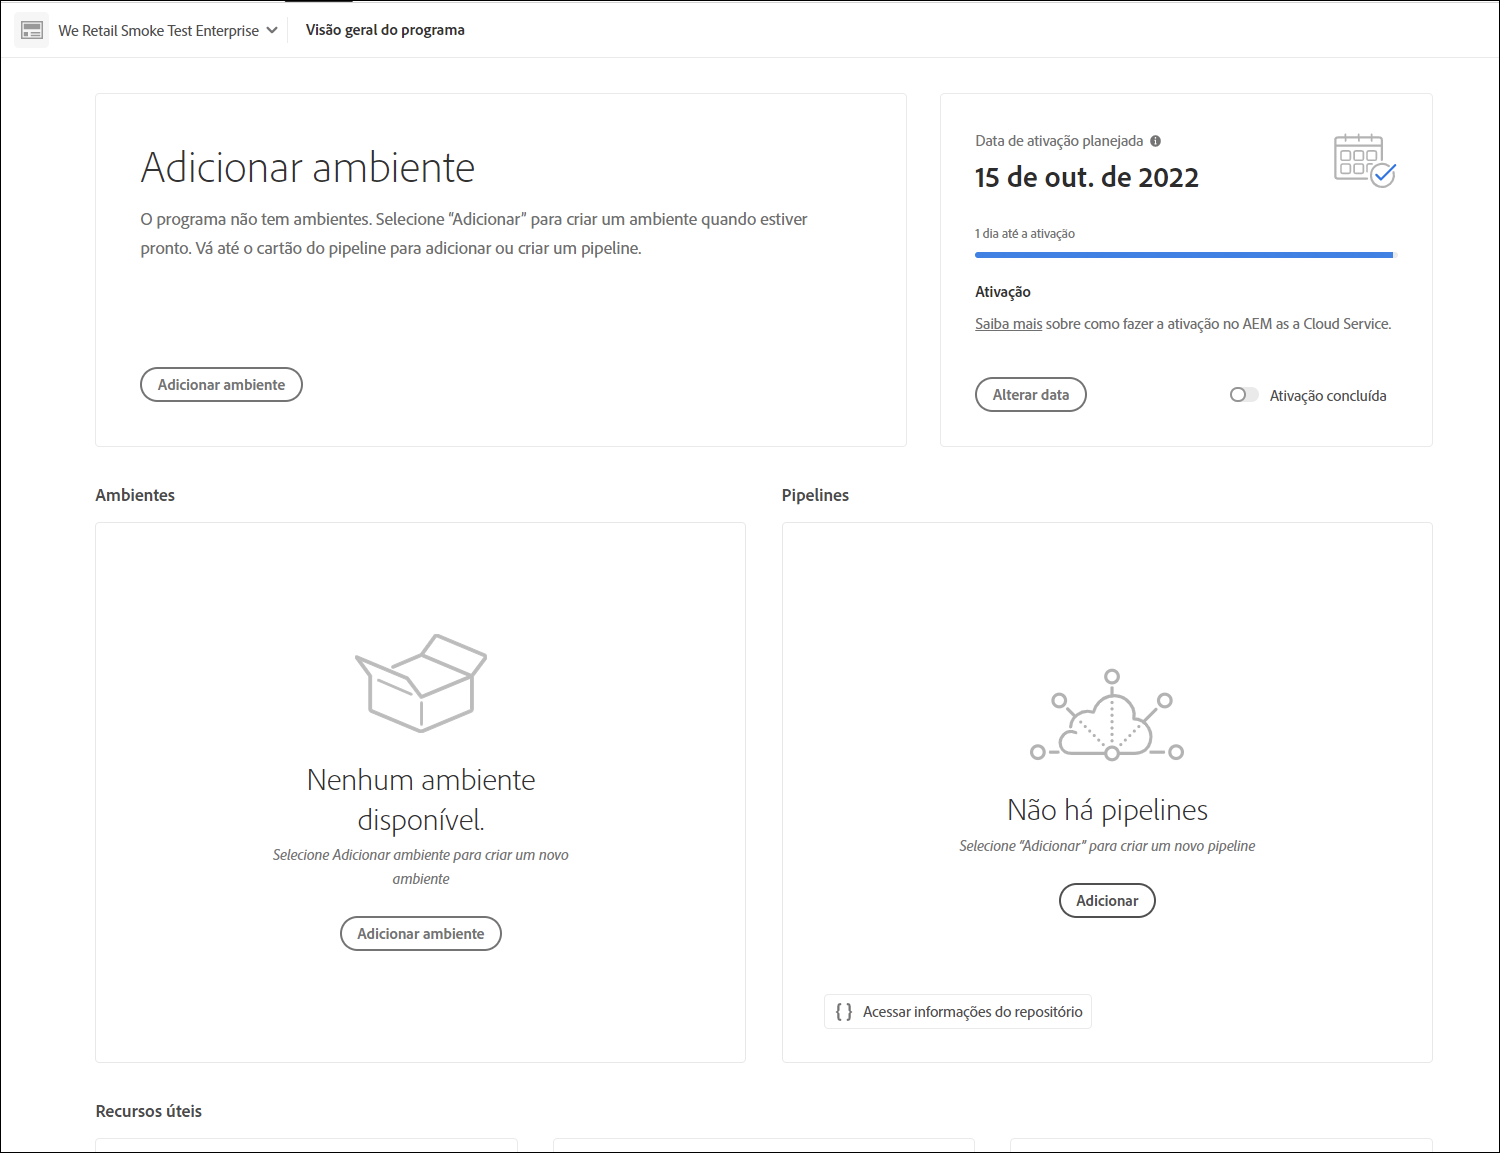 We Retail Smoke Test Enterprise
Visão geral do programa
Adicionar ambiente
O programa não tem ambientes. Selecione “Adicionar” para criar um ambiente quando estiver
pronto. Vá até o cartão do pipeline para adicionar ou criar um pipeline.
Adicionar ambiente
Data de ativação planejada
15 de out. de 2022
1 dia até a ativação
Ativação
Saiba mais sobre como fazer a ativação no AEM as a Cloud Service.
Alterar data
Ativação concluída
Ambientes
Nenhum ambiente
disponível.
Selecione Adicionar ambiente para criar um novo
ambiente
Adicionar ambiente
Pipelines
Não há pipelines
Selecione “Adicionar” para criar um novo pipeline
Adicionar
{ } Acessar informações do repositório
Recursos úteis